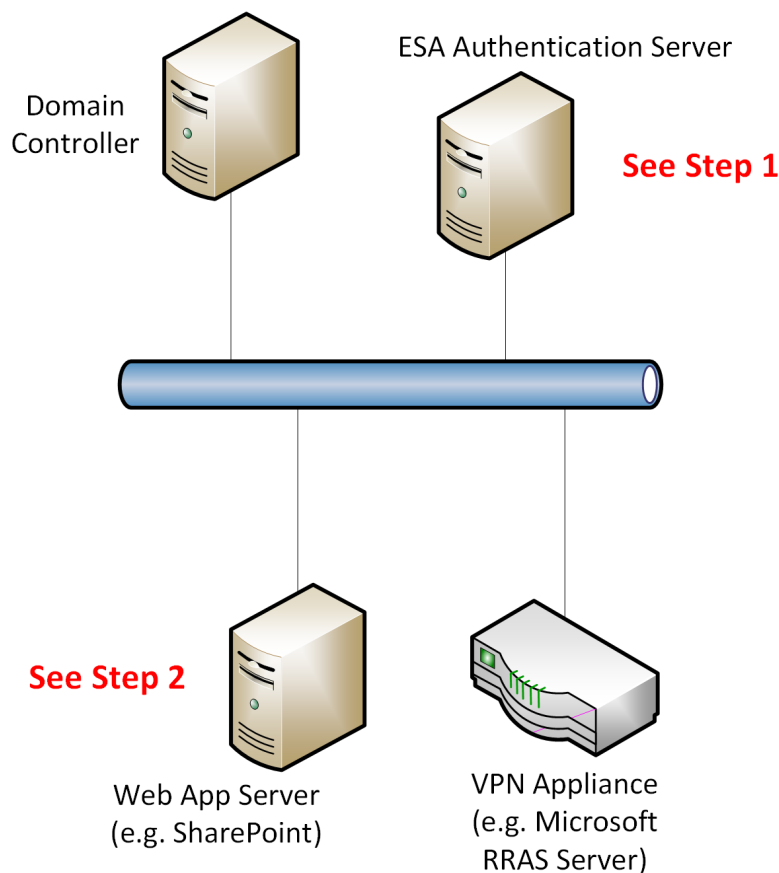 ESA Authentication Server
Domain
Controller
See Step 1
See Step 2
Web App Server
(e.g. SharePoint)
VPN Appliance
(e.g. Microsoft
RRAS Server)